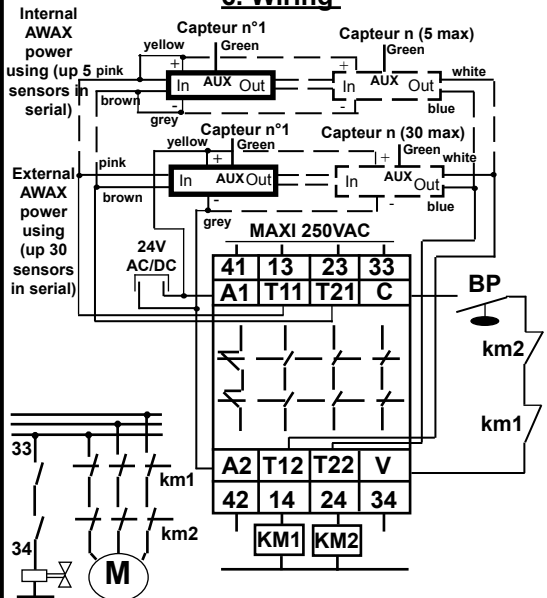 Wiring
Internal
AWAX
power
using (up 5
sensors in
serial)
Capteur n°1
yellow
Green
+
pink
In AUX Out
brown
-
grey
Capteur n (5 max)
Green
+
In AUX Out
white
-
blue
External
AWAX
power
using
(up 30
sensors
in serial)
Capteur n°1
yellow
Green
+
pink
In AUX Out
brown
-
grey
Capteur n (30 max)
Green
+
white
In AUX Out
-
blue
24V
AC/DC
MAXI 250VAC
41 13 23 33
A1 T11 T21 C
BP
km2
km1
A2 T12 T22 V
42 14 24 34
KM1 KM2
33
km1
34
km2
M